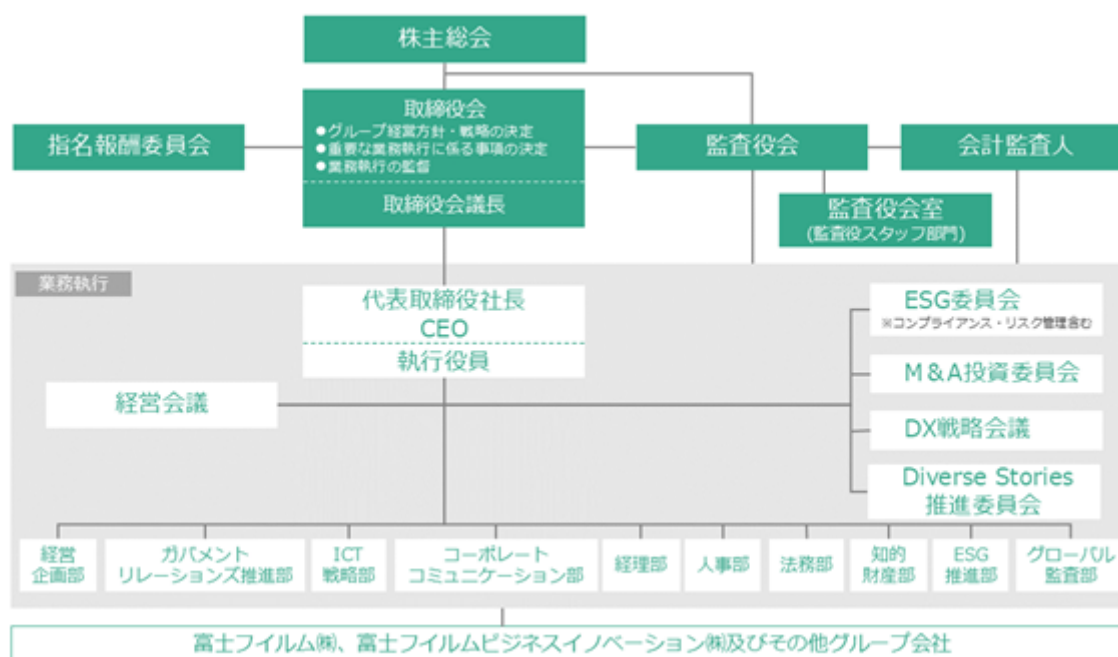 株主総会
取締役会
●グループ経営方針・戦略の決定
●重要な業務執行に係る事項の決定
●業務執行の監督
取締役会議長
指名報酬委員会
監査役会
会計監査人
監査役会室
(監査役スタッフ部門)
業務執行
代表取締役社長
CEO
執行役員
経営会議
ESG委員会
※コンプライアンス・リスク管理含む
M&A投資委員会
DX戦略会議
Diverse Stories
推進委員会
経営
企画部
ガバメント
リレーションズ推進部
ICT
戦略部
コーポレート
コミュニケーション部
経理部
人事部
法務部
知的
財産部
ESG
推進部
グローバル
監査部
富士フイルム㈱、富士フイルムビジネスイノベーション㈱及びその他グループ会社